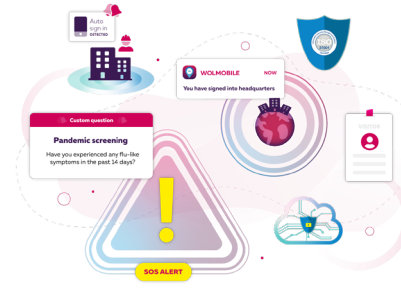 Auto
sign in
WOLMOBILE
NOW
You have signed into headquarters
Custom question
Pandemic screening
Have you experienced any flu-like
symptoms in the past 14 days?
SOS ALERT